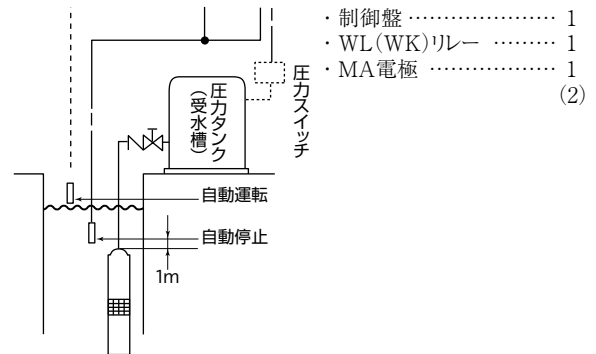 ・制御盤 ………………… 1
・WL(WK)リレー ……… 1
・MA電極 ……………… 1
(2)
圧力スイッチ
圧力タンク
(受水槽)
自動運転
自動停止
1m